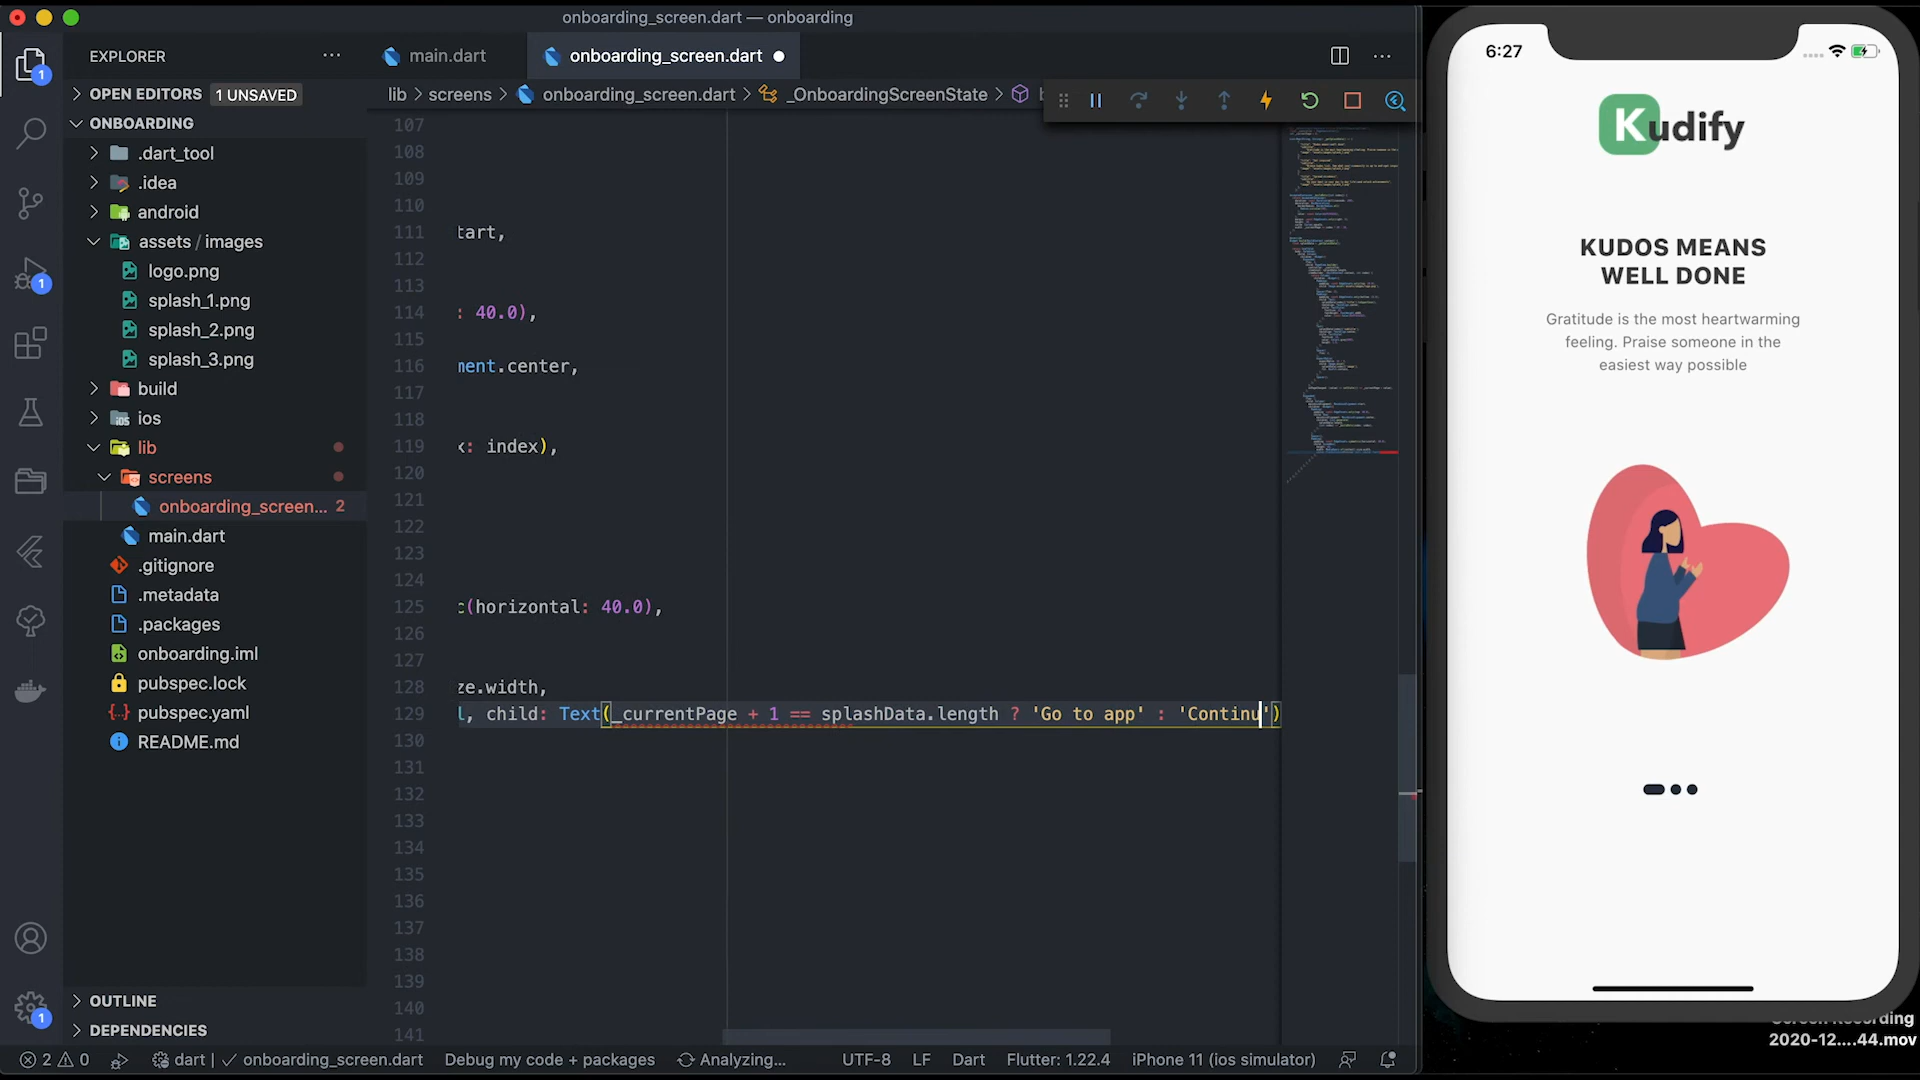 onboarding_screen.dart — onboarding
EXPLORER
main.dart
onboarding_screen.dart
OPEN EDITORS 1 UNSAVED
lib > screens > onboarding_screen.dart > _OnboardingScreenState >
ONBOARDING
.dart_tool
.idea
android
assets / images
logo.png
splash_1.png
splash_2.png
splash_3.png
build
ios
lib
screens
onboarding_screen... 2
main.dart
.gitignore
.metadata
.packages
onboarding.iml
pubspec.lock
pubspec.yaml
README.md
OUTLINE
DEPENDENCIES
1
1
1
107
108
109
110
111 tart,
112
113
114 : 40.0),
115
116 ment.center,
117
118
119 x: index),
120
121
122
123
124
125 c(horizontal: 40.0),
126
127
128 ze.width,
129 l, child: Text(_currentPage + 1 == splashData.length ? 'Go to app' : 'Continu')
130
131
132
133
134
135
136
137
138
139
140
141
2 0 dart | onboarding_screen.dart Debug my code + packages Analyzing... UTF-8 LF Dart Flutter: 1.22.4 iPhone 11 (ios simulator)
6:27
Kudify
KUDOS MEANS
WELL DONE
Gratitude is the most heartwarming
feeling. Praise someone in the
easiest way possible
Screen Recording
2020-12....44.mov